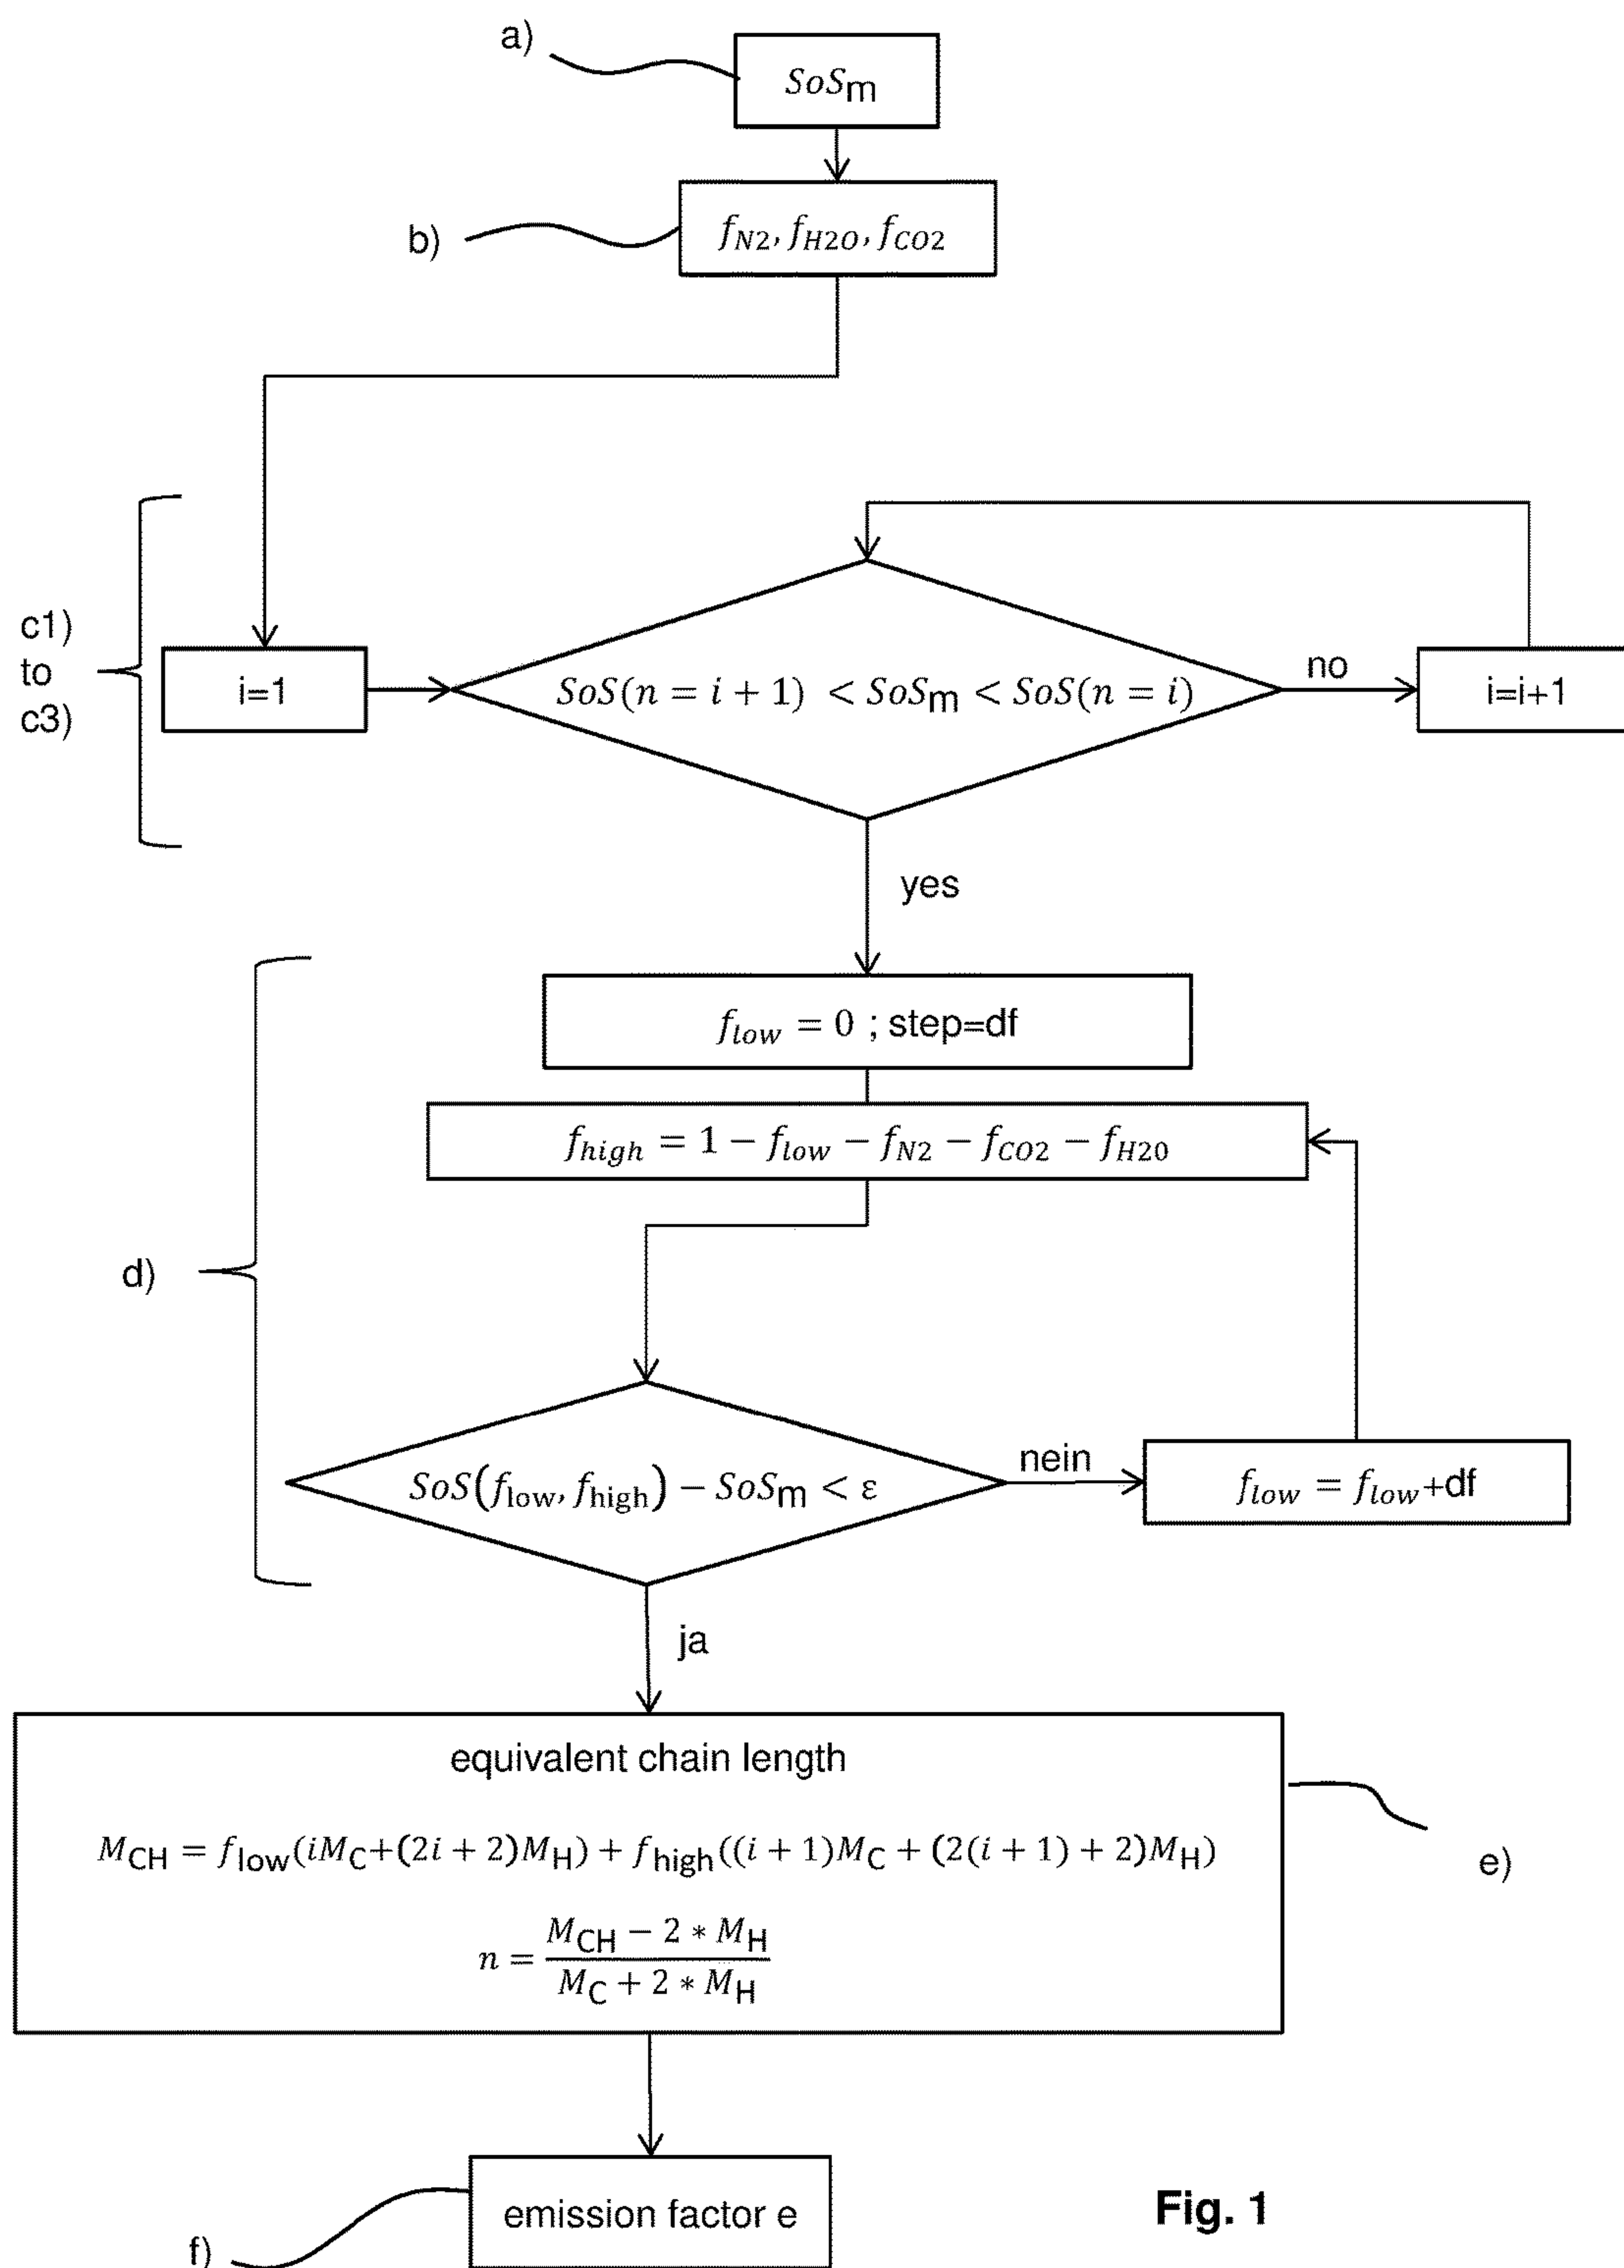 a)
SoSm
b)
fN2, fH2O, fCO2
c1)
to
c3)
i=1
SoS(n = i + 1) < SoSm < SoS(n = i)
no
i=i+1
yes
flow = 0 ; step=df
fhigh = 1 − flow − fN2 − fCO2 − fH2O
d)
SoS(flow, fhigh) − SoSm < ε
nein
flow = flow+df
ja
equivalent chain length
MCH = flow(iMC+(2i + 2)MH) + fhigh((i + 1)MC + (2(i + 1) + 2)MH)
e)
n = (MCH − 2 * MH) / (MC + 2 * MH)
emission factor e
Fig. 1
f)